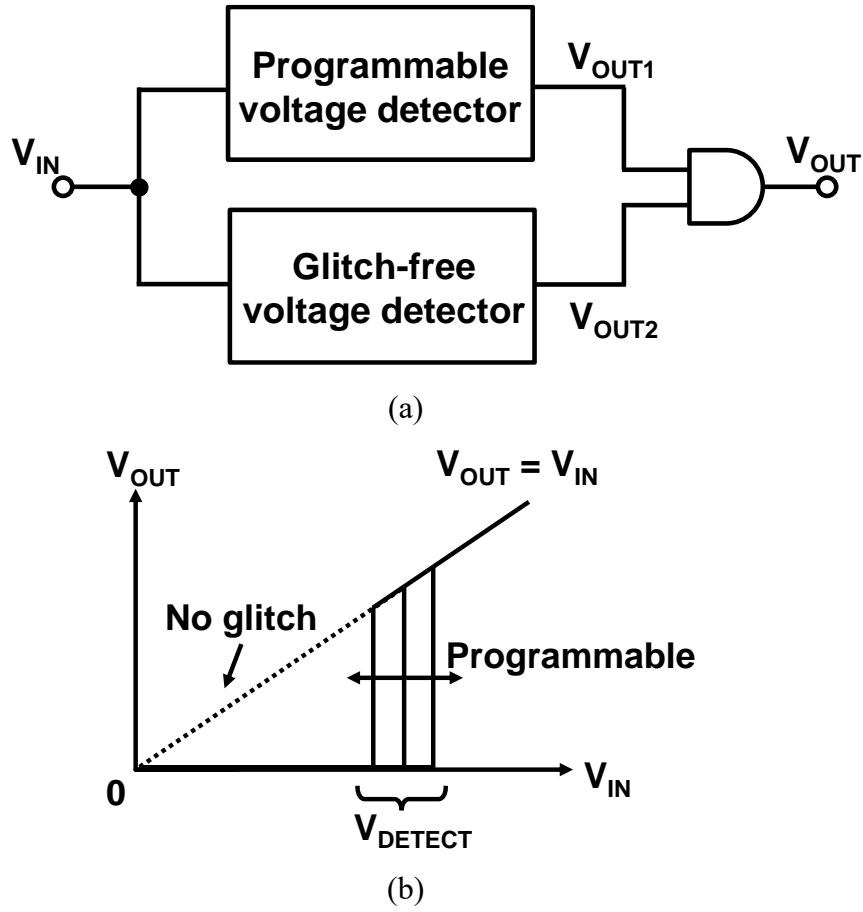 Programmable
voltage detector
V_OUT1
V_IN
V_OUT
Glitch-free
voltage detector
V_OUT2
(a)
V_OUT
V_OUT = V_IN
No glitch
Programmable
0
V_IN
V_DETECT
(b)